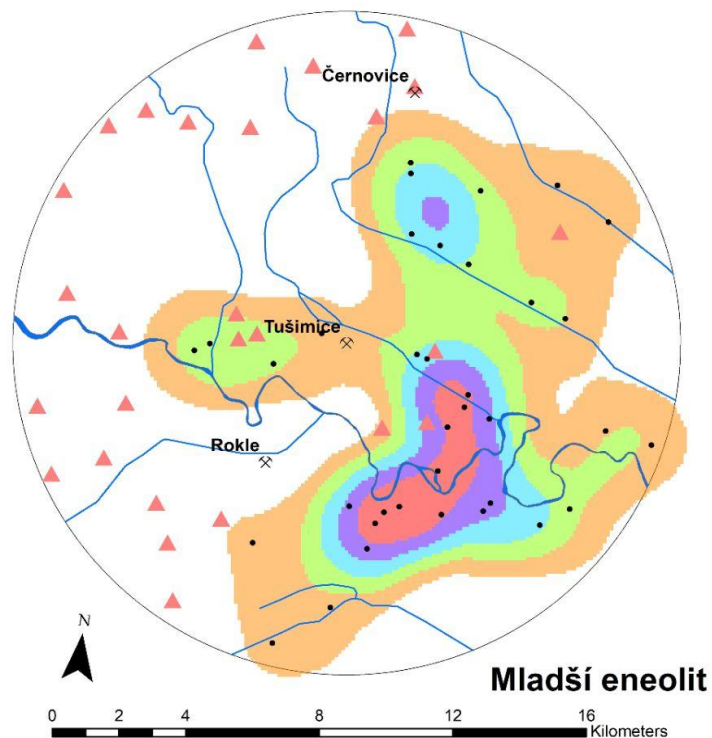 Černovice
Tušimice
Rokle
N
Mladší eneolit
0 2 4 8 12 16
Kilometers